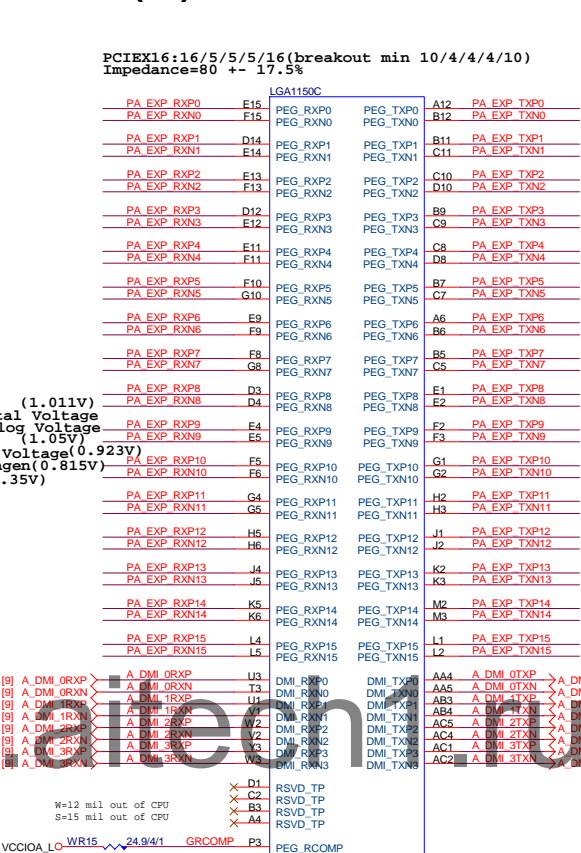 PCIEX16:16/5/5/5/16(breakout min 10/4/4/4/10)
Impedance=80 +- 17.5%
LGA1150C
PA_EXP_RXP0 E15 PEG_RXP0 PEG_TXP0 A12 PA_EXP_TXP0
PA_EXP_RXN0 F15 PEG_RXN0 PEG_TXN0 B12 PA_EXP_TXN0
PA_EXP_RXP1 D14 PEG_RXP1 PEG_TXP1 B11 PA_EXP_TXP1
PA_EXP_RXN1 E14 PEG_RXN1 PEG_TXN1 C11 PA_EXP_TXN1
PA_EXP_RXP2 E13 PEG_RXP2 PEG_TXP2 C10 PA_EXP_TXP2
PA_EXP_RXN2 F13 PEG_RXN2 PEG_TXN2 D10 PA_EXP_TXN2
PA_EXP_RXP3 D12 PEG_RXP3 PEG_TXP3 B9 PA_EXP_TXP3
PA_EXP_RXN3 E12 PEG_RXN3 PEG_TXN3 C9 PA_EXP_TXN3
PA_EXP_RXP4 E11 PEG_RXP4 PEG_TXP4 C8 PA_EXP_TXP4
PA_EXP_RXN4 F11 PEG_RXN4 PEG_TXN4 D8 PA_EXP_TXN4
PA_EXP_RXP5 F10 PEG_RXP5 PEG_TXP5 B7 PA_EXP_TXP5
PA_EXP_RXN5 G10 PEG_RXN5 PEG_TXN5 C7 PA_EXP_TXN5
PA_EXP_RXP6 E9 PEG_RXP6 PEG_TXP6 A6 PA_EXP_TXP6
PA_EXP_RXN6 F9 PEG_RXN6 PEG_TXN6 B6 PA_EXP_TXN6
PA_EXP_RXP7 F8 PEG_RXP7 PEG_TXP7 B5 PA_EXP_TXP7
PA_EXP_RXN7 G8 PEG_RXN7 PEG_TXN7 C5 PA_EXP_TXN7
PA_EXP_RXP8 D3 PEG_RXP8 PEG_TXP8 E1 PA_EXP_TXP8
(1.011V) PA_EXP_RXN8 D4 PEG_RXN8 PEG_TXN8 E2 PA_EXP_TXN8
tal Voltage
log Voltage PA_EXP_RXP9 E4 PEG_RXP9 PEG_TXP9 F2 PA_EXP_TXP9
(1.05V) PA_EXP_RXN9 E5 PEG_RXN9 PEG_TXN9 F3 PA_EXP_TXN9
Voltage(0.923V)
gen(0.815V) PA_EXP_RXP10 F5 PEG_RXP10 PEG_TXP10 G1 PA_EXP_TXP10
.35V) PA_EXP_RXN10 F6 PEG_RXN10 PEG_TXN10 G2 PA_EXP_TXN10
PA_EXP_RXP11 G4 PEG_RXP11 PEG_TXP11 H2 PA_EXP_TXP11
PA_EXP_RXN11 G5 PEG_RXN11 PEG_TXN11 H3 PA_EXP_TXN11
PA_EXP_RXP12 H5 PEG_RXP12 PEG_TXP12 J1 PA_EXP_TXP12
PA_EXP_RXN12 H6 PEG_RXN12 PEG_TXN12 J2 PA_EXP_TXN12
PA_EXP_RXP13 J4 PEG_RXP13 PEG_TXP13 K2 PA_EXP_TXP13
PA_EXP_RXN13 J5 PEG_RXN13 PEG_TXN13 K3 PA_EXP_TXN13
PA_EXP_RXP14 K5 PEG_RXP14 PEG_TXP14 M2 PA_EXP_TXP14
PA_EXP_RXN14 K6 PEG_RXN14 PEG_TXN14 M3 PA_EXP_TXN14
PA_EXP_RXP15 L4 PEG_RXP15 PEG_TXP15 L1 PA_EXP_TXP15
PA_EXP_RXN15 L5 PEG_RXN15 PEG_TXN15 L2 PA_EXP_TXN15
[9] A_DMI_0RXP A_DMI_0RXP U3 DMI_RXP0 DMI_TXP0 AA4 A_DMI_0TXP
[9] A_DMI_0RXN A_DMI_0RXN T3 DMI_RXN0 DMI_TXN0 AA5 A_DMI_0TXN
[9] A_DMI_1RXP A_DMI_1RXP U1 DMI_RXP1 DMI_TXP1 AB3 A_DMI_1TXP
[9] A_DMI_1RXN A_DMI_1RXN V1 DMI_RXN1 DMI_TXN1 AB4 A_DMI_1TXN
[9] A_DMI_2RXP A_DMI_2RXP W2 DMI_RXP2 DMI_TXP2 AC5 A_DMI_2TXP
[9] A_DMI_2RXN A_DMI_2RXN V2 DMI_RXN2 DMI_TXN2 AC4 A_DMI_2TXN
[9] A_DMI_3RXP A_DMI_3RXP Y3 DMI_RXP3 DMI_TXP3 AC1 A_DMI_3TXP
[9] A_DMI_3RXN A_DMI_3RXN W3 DMI_RXN3 DMI_TXN3 AC2 A_DMI_3TXN
D1 RSVD_TP
C2 RSVD_TP
W=12 mil out of CPU B3 RSVD_TP
S=15 mil out of CPU A4 RSVD_TP
VCCIOA_L WR15 24.9/4/1 GRCOMP P3 PEG_RCOMP